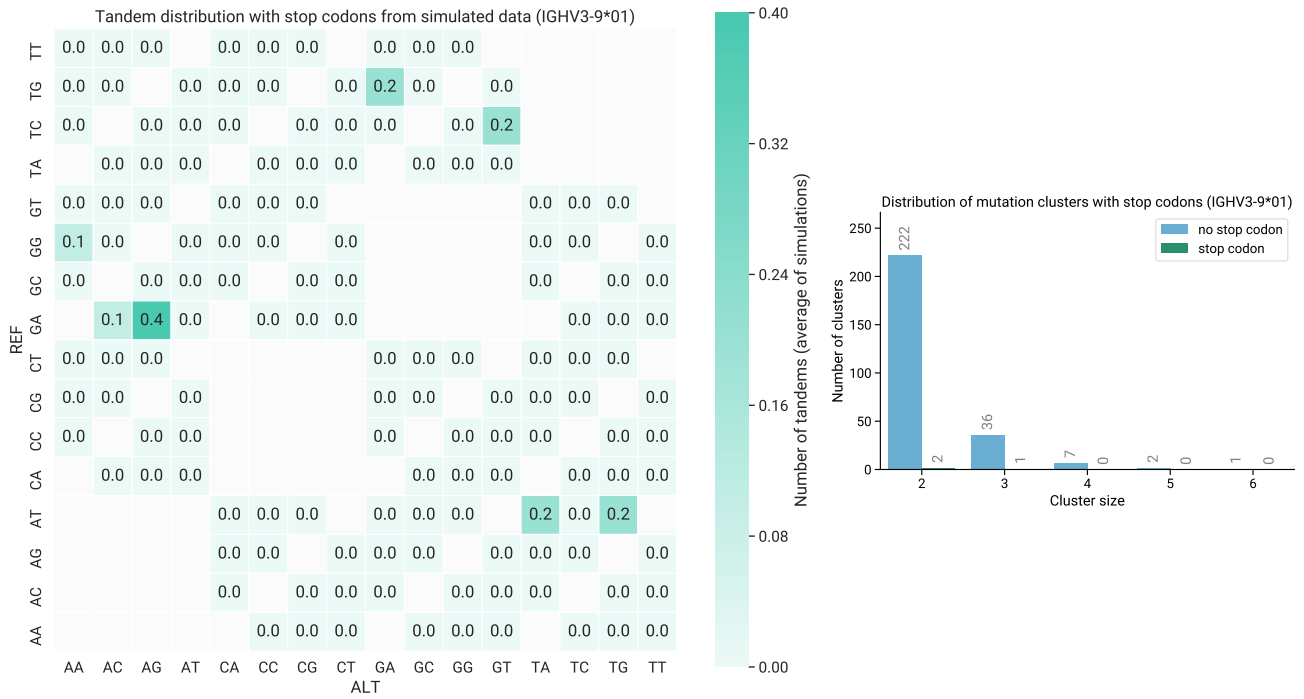 Tandem distribution with stop codons from simulated data (IGHV3-9*01)
REF
TT 0.0 0.0 0.0 0.0 0.0 0.0 0.0 0.0 0.0
TG 0.0 0.0 0.0 0.0 0.0 0.0 0.2 0.0 0.0
TC 0.0 0.0 0.0 0.0 0.0 0.0 0.0 0.0 0.2
TA 0.0 0.0 0.0 0.0 0.0 0.0 0.0 0.0 0.0
GT 0.0 0.0 0.0 0.0 0.0 0.0 0.0 0.0 0.0
GG 0.1 0.0 0.0 0.0 0.0 0.0 0.0 0.0 0.0
GC 0.0 0.0 0.0 0.0 0.0 0.0 0.0 0.0 0.0
GA 0.1 0.4 0.0 0.0 0.0 0.0 0.0 0.0 0.0
CT 0.0 0.0 0.0 0.0 0.0 0.0 0.0 0.0 0.0
CG 0.0 0.0 0.0 0.0 0.0 0.0 0.0 0.0 0.0
CC 0.0 0.0 0.0 0.0 0.0 0.0 0.0 0.0 0.0
CA 0.0 0.0 0.0 0.0 0.0 0.0 0.0 0.0 0.0
AT 0.0 0.0 0.0 0.0 0.0 0.0 0.2 0.0 0.2
AG 0.0 0.0 0.0 0.0 0.0 0.0 0.0 0.0 0.0
AC 0.0 0.0 0.0 0.0 0.0 0.0 0.0 0.0 0.0
AA 0.0 0.0 0.0 0.0 0.0 0.0 0.0 0.0 0.0
AA AC AG AT CA CC CG CT GA GC GG GT TA TC TG TT
ALT
0.40
0.32
0.24
0.16
0.08
0.00
Number of tandems (average of simulations)
Distribution of mutation clusters with stop codons (IGHV3-9*01)
no stop codon
stop codon
Number of clusters
250
200
150
100
50
0
222 2 36 1 7 0 2 0 1 0
2 3 4 5 6
Cluster size